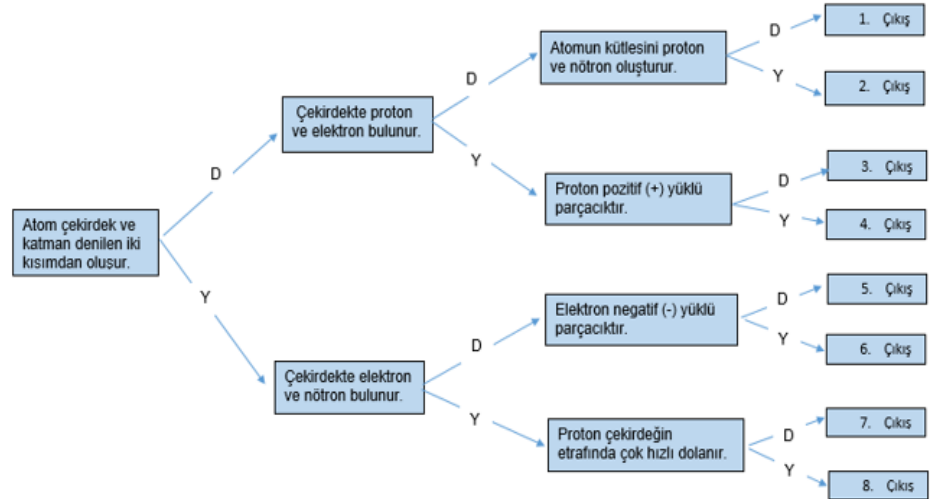 Atom çekirdek ve
katman denilen iki
kısımdan oluşur.
D
Y
Çekirdekte proton
ve elektron bulunur.
D
Y
Çekirdekte elektron
ve nötron bulunur.
D
Y
Atomun kütlesini proton
ve nötron oluşturur.
D
Y
Proton pozitif (+) yüklü
parçacıktır.
D
Y
Elektron negatif (-) yüklü
parçacıktır.
D
Y
Proton çekirdeğin
etrafında çok hızlı dolanır.
D
Y
1. Çıkış
2. Çıkış
3. Çıkış
4. Çıkış
5. Çıkış
6. Çıkış
7. Çıkış
8. Çıkış